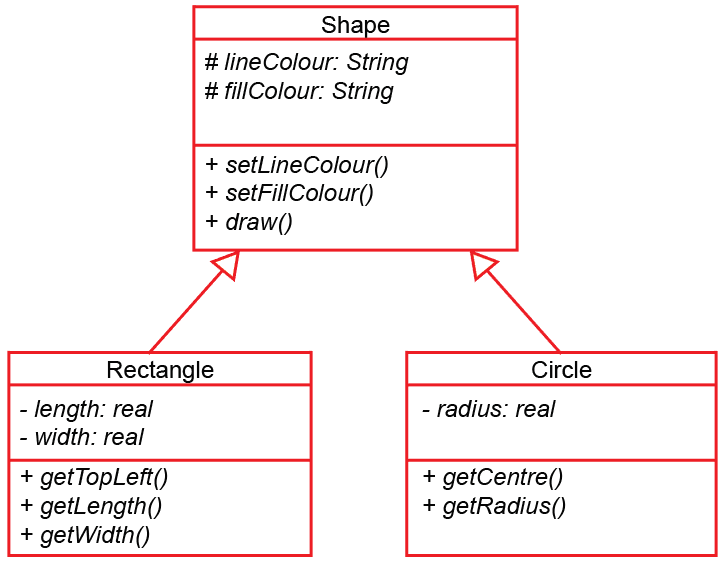 Shape
# lineColour: String
# fillColour: String
+ setLineColour()
+ setFillColour()
+ draw()
Rectangle
- length: real
- width: real
+ getTopLeft()
+ getLength()
+ getWidth()
Circle
- radius: real
+ getCentre()
+ getRadius()